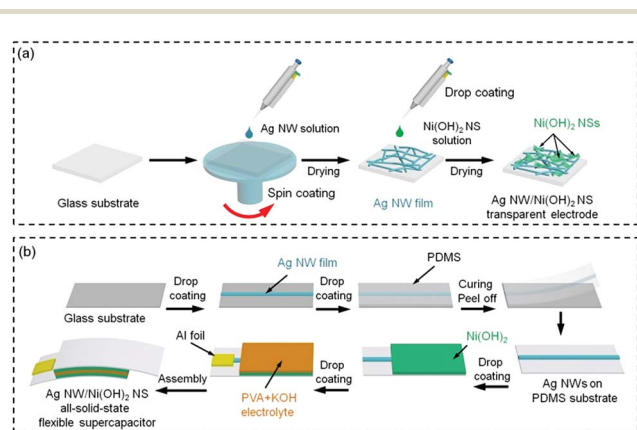 (a)
Glass substrate
Ag NW solution
Spin coating
Drying
Drop coating
Ni(OH)2 NS
solution
Ag NW film
Drying
Ni(OH)2 NSs
Ag NW/Ni(OH)2 NS
transparent electrode
(b)
Glass substrate
Drop
coating
Ag NW film
Drop
coating
PDMS
Curing
Peel off
Ag NWs on
PDMS substrate
Drop
coating
Ni(OH)2
Drop
coating
Al foil
PVA+KOH
electrolyte
Assembly
Ag NW/Ni(OH)2 NS
all-solid-state
flexible supercapacitor